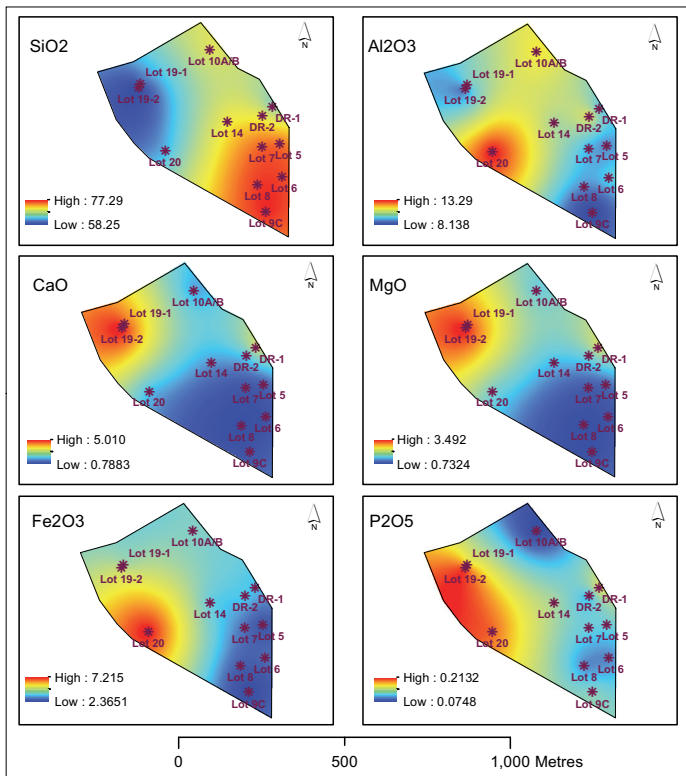 SiO2
N
Lot 10A/B
Lot 19-1
Lot 19-2
DR-1
DR-2
Lot 14
Lot 5
Lot 7
Lot 20
Lot 6
Lot 8
Lot 9C
High : 77.29
Low : 58.25
Al2O3
N
Lot 10A/B
Lot 19-1
Lot 19-2
DR-1
DR-2
Lot 14
Lot 5
Lot 7
Lot 20
Lot 6
Lot 8
Lot 9C
High : 13.29
Low : 8.138
CaO
N
Lot 10A/B
Lot 19-1
Lot 19-2
DR-1
DR-2
Lot 14
Lot 5
Lot 7
Lot 20
Lot 6
Lot 8
Lot 9C
High : 5.010
Low : 0.7883
MgO
N
Lot 10A/B
Lot 19-1
Lot 19-2
DR-1
DR-2
Lot 14
Lot 5
Lot 7
Lot 20
Lot 6
Lot 8
Lot 9C
High : 3.492
Low : 0.7324
Fe2O3
N
Lot 10A/B
Lot 19-1
Lot 19-2
DR-1
DR-2
Lot 14
Lot 5
Lot 7
Lot 20
Lot 6
Lot 8
Lot 9C
High : 7.215
Low : 2.3651
P2O5
N
Lot 10A/B
Lot 19-1
Lot 19-2
DR-1
DR-2
Lot 14
Lot 5
Lot 7
Lot 20
Lot 6
Lot 8
Lot 9C
High : 0.2132
Low : 0.0748
0 500 1,000 Metres